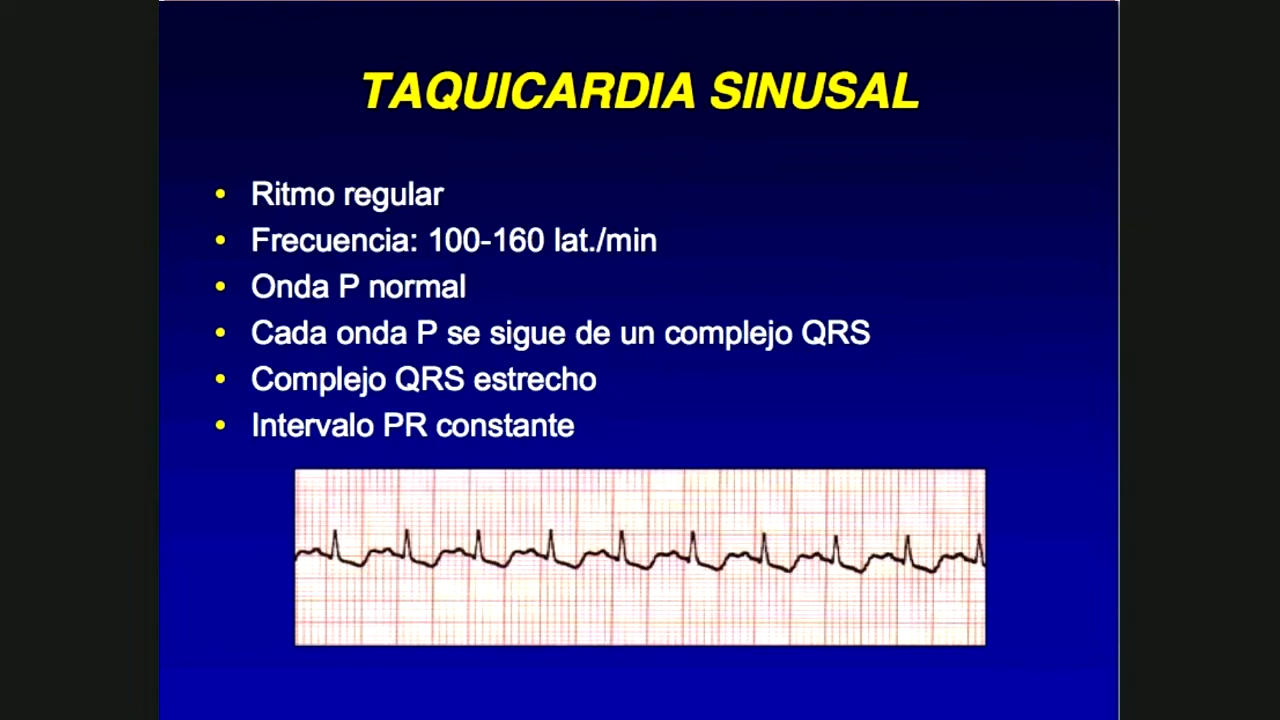 TAQUICARDIA SINUSAL
• Ritmo regular
• Frecuencia: 100-160 lat./min
• Onda P normal
• Cada onda P se sigue de un complejo QRS
• Complejo QRS estrecho
• Intervalo PR constante